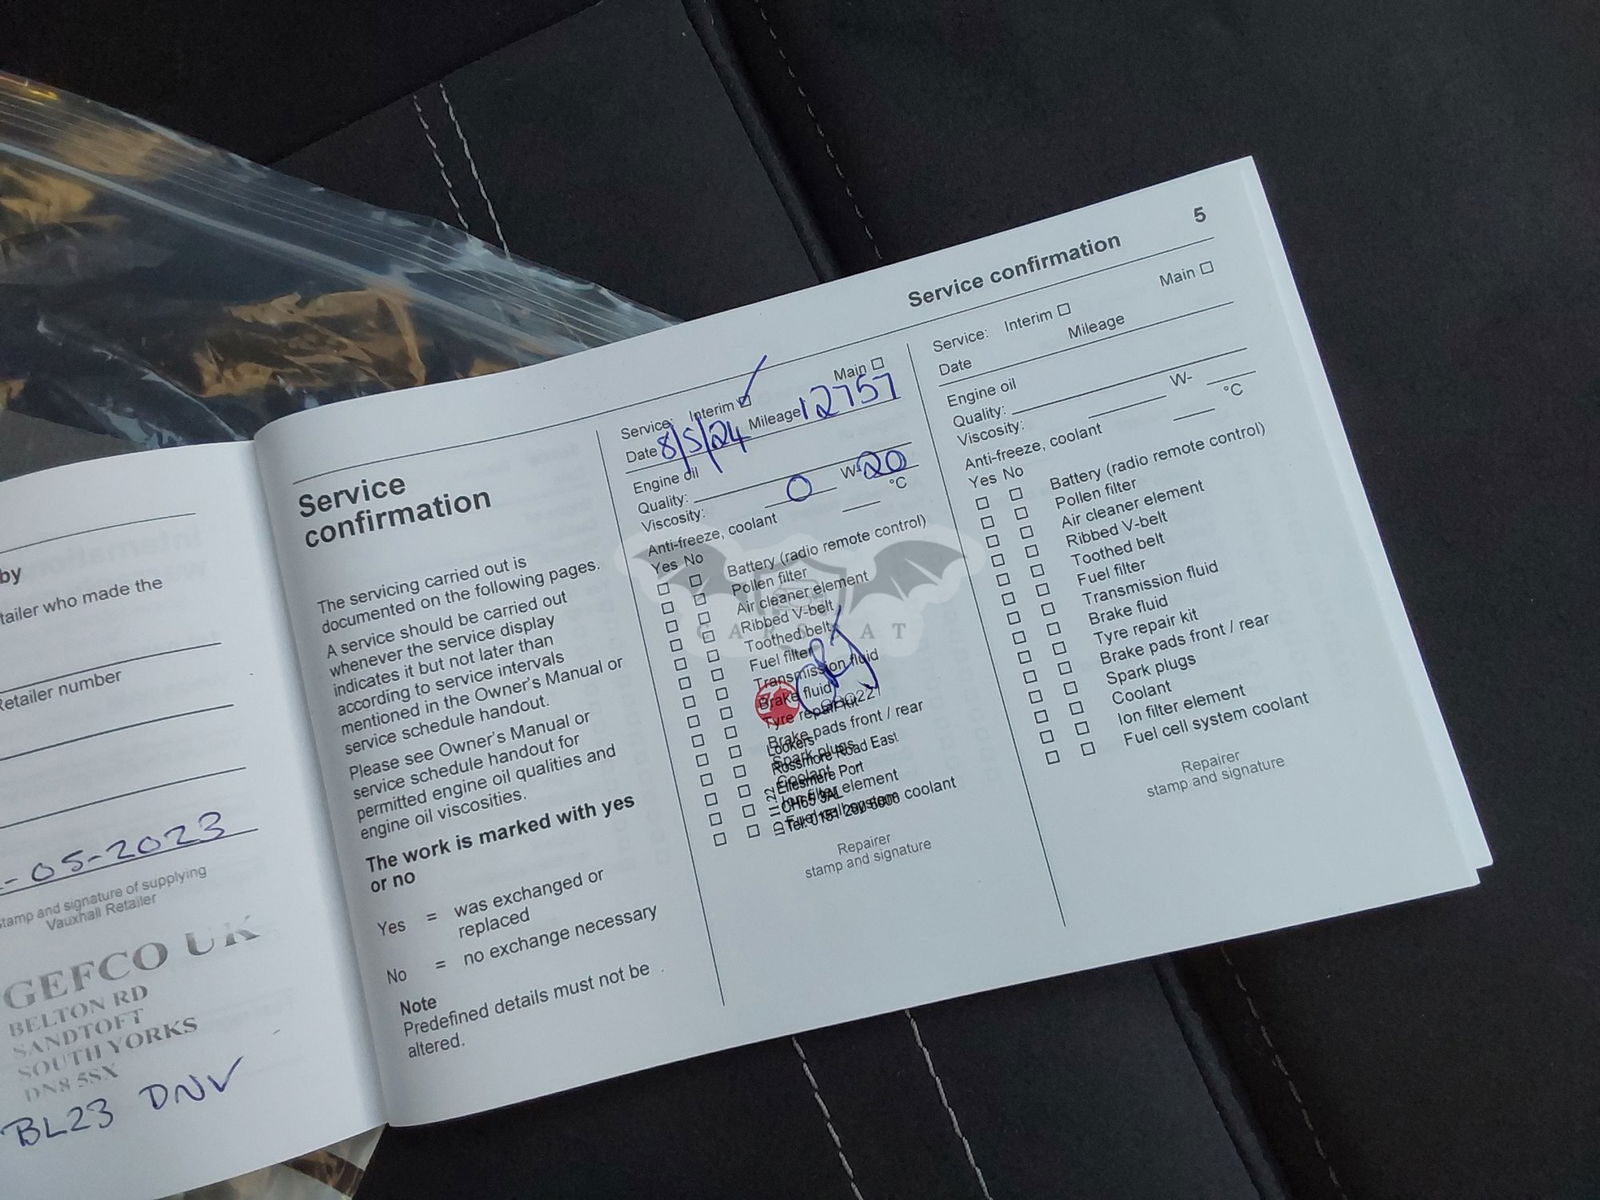 by
tailer who made the
Retailer number
-05-2023
stamp and signature of supplying
Vauxhall Retailer
GEFCO UK
BELTON RD
SANDTOFT
SOUTH YORKS
DN8 5SX
BL23 DNV
Service
confirmation
The servicing carried out is
documented on the following pages.
A service should be carried out
whenever the service display
indicates it but not later than
according to service intervals
mentioned in the Owner's Manual or
service schedule handout.
Please see Owner's Manual or
service schedule handout for
permitted engine oil qualities and
engine oil viscosities.
The work is marked with yes
or no
Yes = was exchanged or
replaced
No = no exchange necessary
Note
Predefined details must not be
altered.
Service confirmation 5
Service: Interim Main
Date 8/5/24 Mileage 12757
Engine oil
Quality:
Viscosity: 0 W-20
Anti-freeze, coolant °C
Yes No
Battery (radio remote control)
Pollen filter
Air cleaner element
Ribbed V-belt
Toothed belt
Fuel filter
Transmission fluid
Brake fluid
Tyre repair kit
Brake pads front / rear
Spark plugs
Coolant
Ion filter element
Fuel cell system coolant
Lookers
Rossmore Road East
Ellesmere Port
CH65 3AL
Tel: 0151
Repairer
stamp and signature
Service: Interim Main
Date Mileage
Engine oil
Quality:
Viscosity: W-
Anti-freeze, coolant °C
Yes No
Battery (radio remote control)
Pollen filter
Air cleaner element
Ribbed V-belt
Toothed belt
Fuel filter
Transmission fluid
Brake fluid
Tyre repair kit
Brake pads front / rear
Spark plugs
Coolant
Ion filter element
Fuel cell system coolant
Repairer
stamp and signature